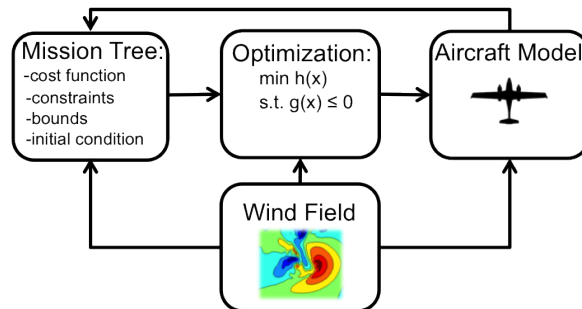 Mission Tree:
-cost function
-constraints
-bounds
-initial condition
Optimization:
min h(x)
s.t. g(x) ≤ 0
Aircraft Model
Wind Field